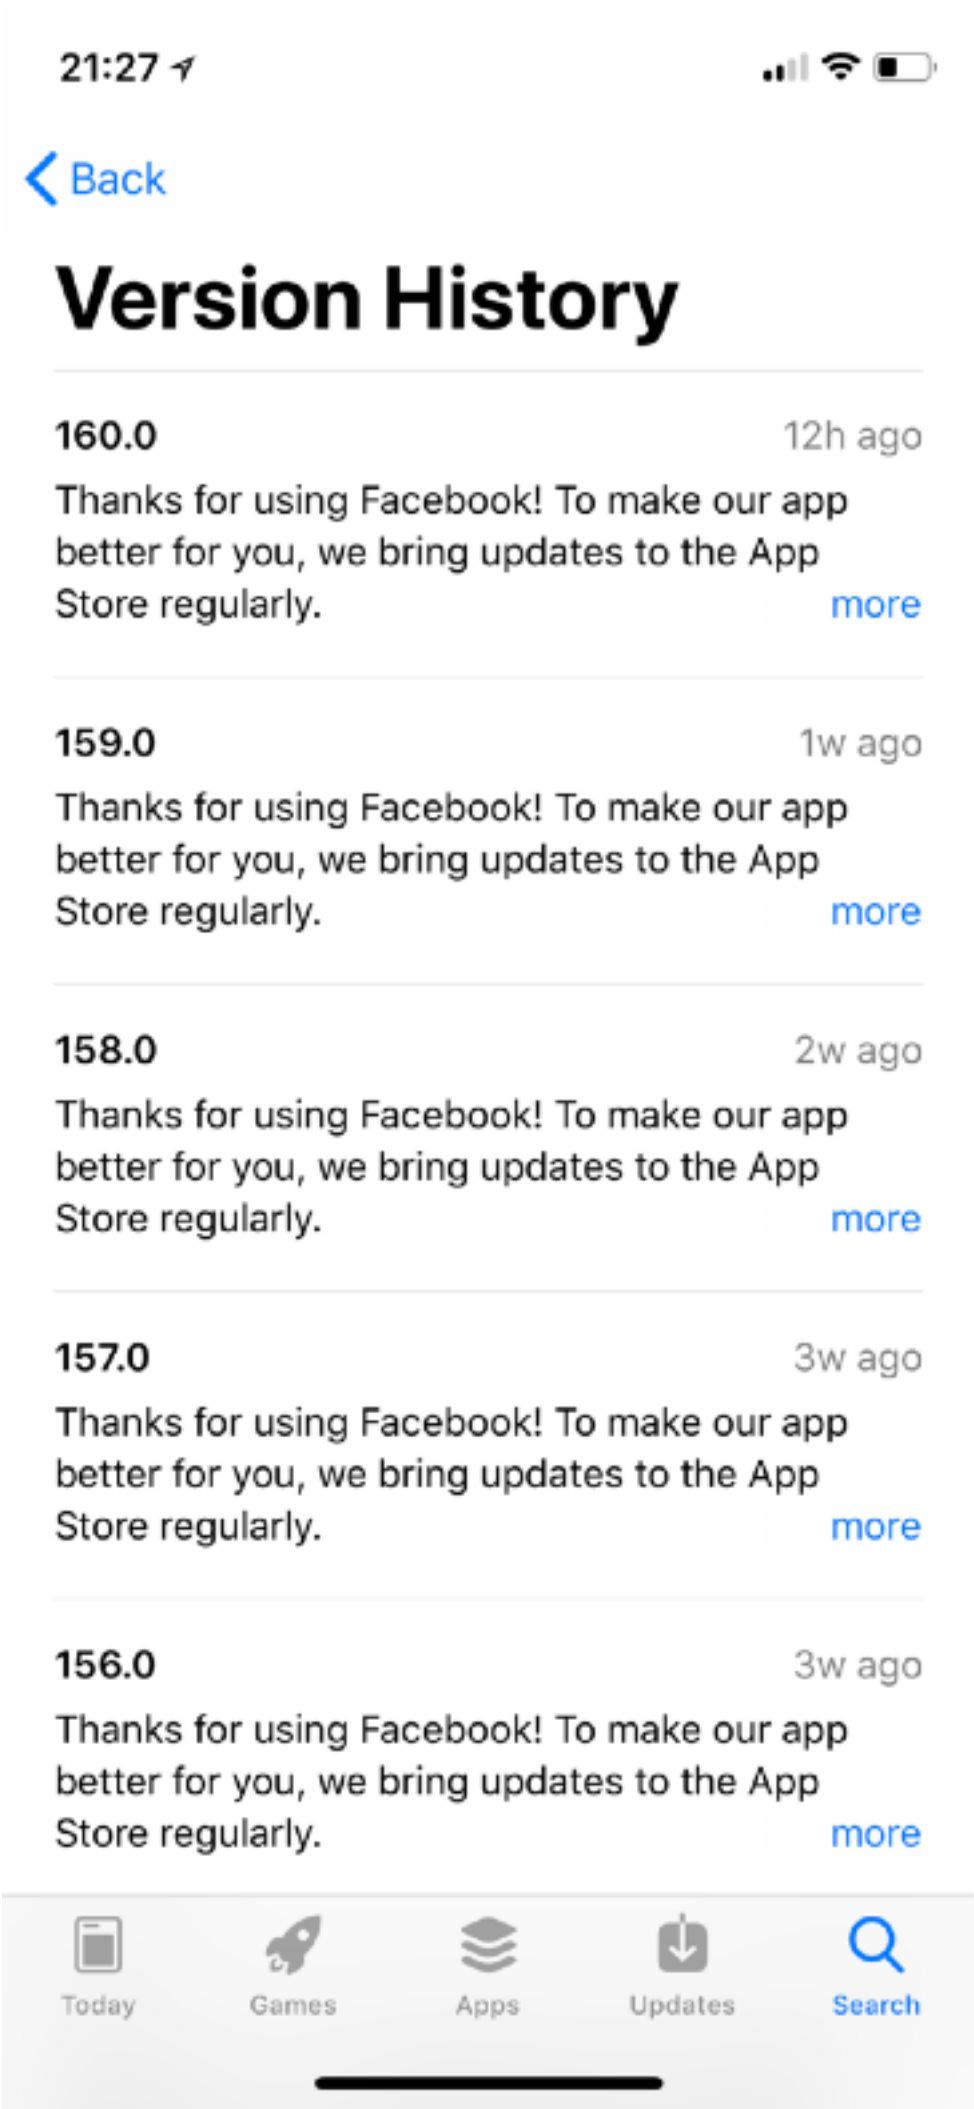 21:27
Back
Version History
160.0 12h ago
Thanks for using Facebook! To make our app
better for you, we bring updates to the App
Store regularly. more
159.0 1w ago
Thanks for using Facebook! To make our app
better for you, we bring updates to the App
Store regularly. more
158.0 2w ago
Thanks for using Facebook! To make our app
better for you, we bring updates to the App
Store regularly. more
157.0 3w ago
Thanks for using Facebook! To make our app
better for you, we bring updates to the App
Store regularly. more
156.0 3w ago
Thanks for using Facebook! To make our app
better for you, we bring updates to the App
Store regularly. more
Today Games Apps Updates Search